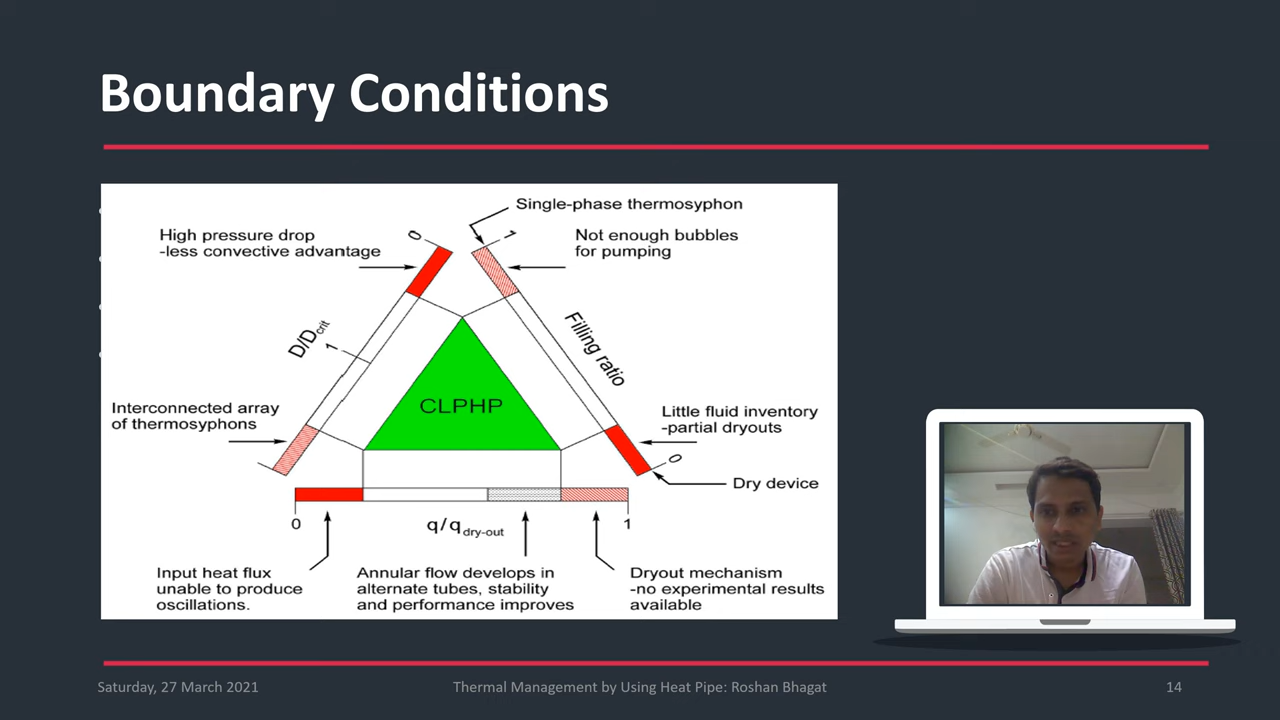 Boundary Conditions
Single-phase thermosyphon
High pressure drop
-less convective advantage
0
1
Not enough bubbles
for pumping
D/Dcrit
1
Filling ratio
CLPHP
Interconnected array
of thermosyphons
Little fluid inventory
-partial dryouts
0
Dry device
0
q/qdry-out
1
Input heat flux
unable to produce
oscillations.
Annular flow develops in
alternate tubes, stability
and performance improves
Dryout mechanism
-no experimental results
available
Saturday, 27 March 2021
Thermal Management by Using Heat Pipe: Roshan Bhagat
14